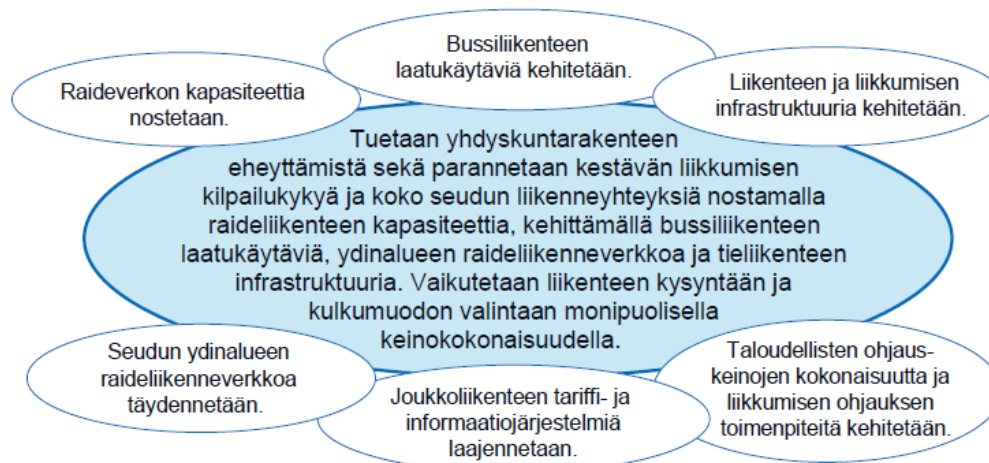 Bussiliikenteen
laatukäytäviä kehitetään.
Raideverkon kapasiteettia
nostetaan.
Liikenteen ja liikkumisen
infrastruktuuria kehitetään.
Tuetaan yhdyskuntarakenteen
eheyttämistä sekä parannetaan kestävän liikkumisen
kilpailukykyä ja koko seudun liikenneyhteyksiä nostamalla
raideliikenteen kapasiteettia, kehittämällä bussiliikenteen
laatukäytäviä, ydinalueen raideliikenneverkkoa ja tieliikenteen
infrastruktuuria. Vaikutetaan liikenteen kysyntään ja
kulkumuodon valintaan monipuolisella
keinokokonaisuudella.
Seudun ydinalueen
raideliikenneverkkoa
täydennetään.
Joukkoliikenteen tariffi- ja
informaatiojärjestelmiä
laajennetaan.
Taloudellisten ohjaus-
keinojen kokonaisuutta ja
liikkumisen ohjauksen
toimenpiteitä kehitetään.